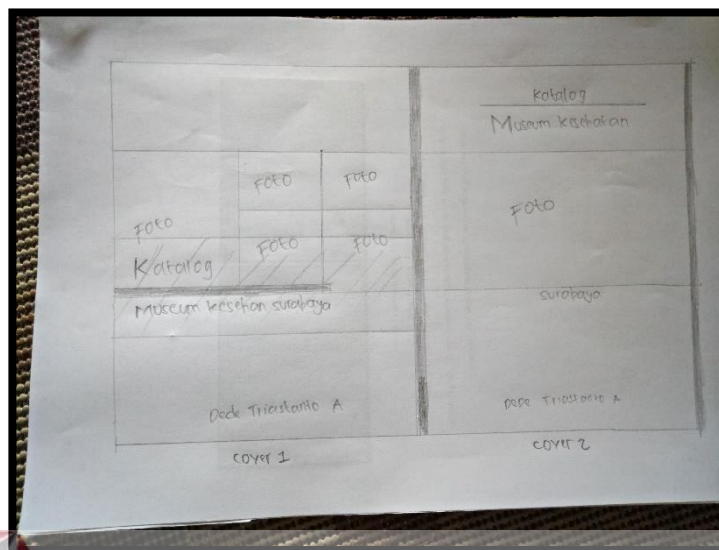 Foto
Foto
Foto
Foto
Foto
Katalog
Museum kesehan surabaya
Dede Triastanto A
cover 1
Katalog
Museum kesehatan
Foto
surabaya
Dede Triastanto A
cover 2